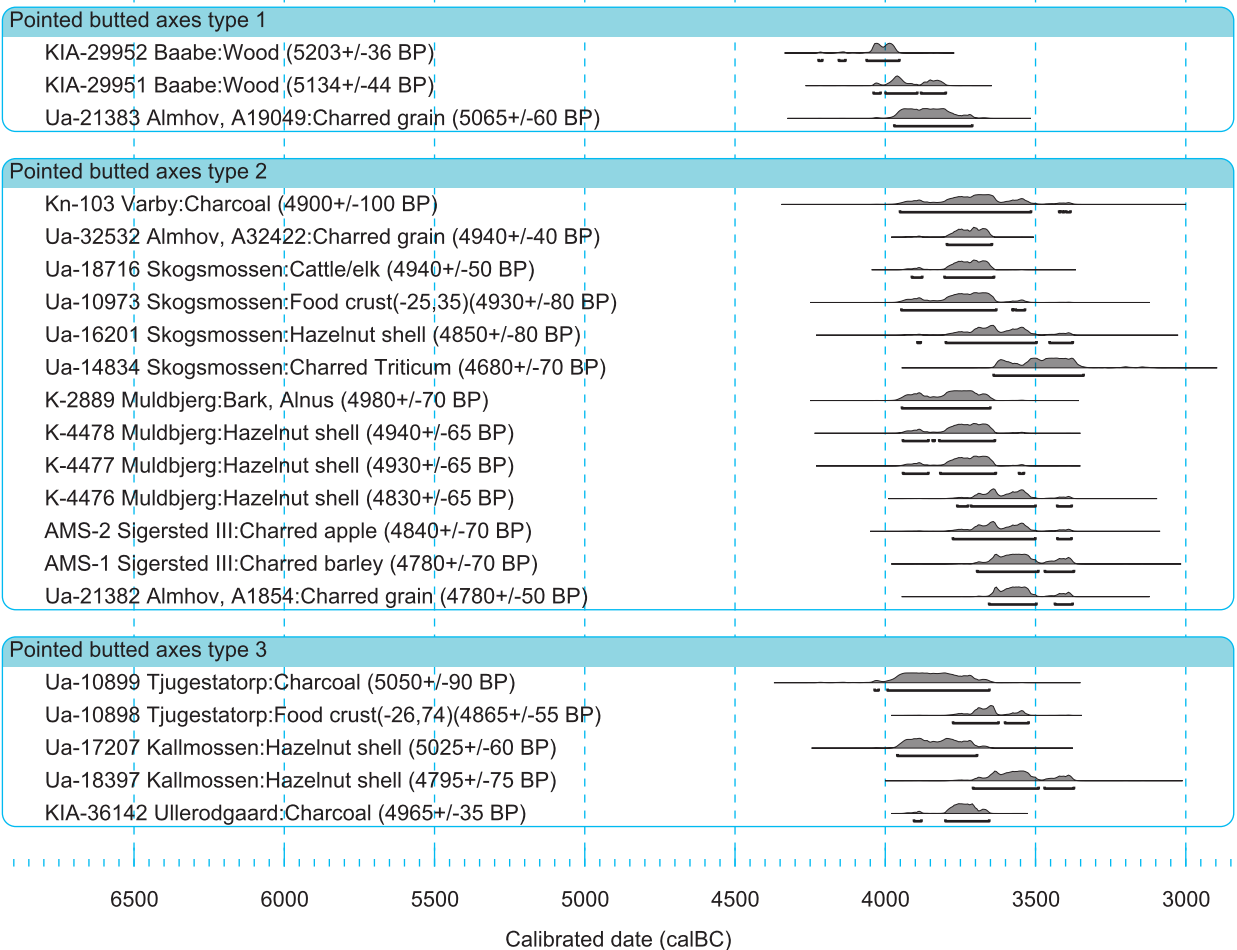 Pointed butted axes type 1
KIA-29952 Baabe:Wood (5203+/-36 BP)
KIA-29951 Baabe:Wood (5134+/-44 BP)
Ua-21383 Almhov, A19049:Charred grain (5065+/-60 BP)
Pointed butted axes type 2
Kn-103 Varby:Charcoal (4900+/-100 BP)
Ua-32532 Almhov, A32422:Charred grain (4940+/-40 BP)
Ua-18716 Skogsmossen:Cattle/elk (4940+/-50 BP)
Ua-10973 Skogsmossen:Food crust(-25,35)(4930+/-80 BP)
Ua-16201 Skogsmossen:Hazelnut shell (4850+/-80 BP)
Ua-14834 Skogsmossen:Charred Triticum (4680+/-70 BP)
K-2889 Muldbjerg:Bark, Alnus (4980+/-70 BP)
K-4478 Muldbjerg:Hazelnut shell (4940+/-65 BP)
K-4477 Muldbjerg:Hazelnut shell (4930+/-65 BP)
K-4476 Muldbjerg:Hazelnut shell (4830+/-65 BP)
AMS-2 Sigersted III:Charred apple (4840+/-70 BP)
AMS-1 Sigersted III:Charred barley (4780+/-70 BP)
Ua-21382 Almhov, A1854:Charred grain (4780+/-50 BP)
Pointed butted axes type 3
Ua-10899 Tjugestatorp:Charcoal (5050+/-90 BP)
Ua-10898 Tjugestatorp:Food crust(-26,74)(4865+/-55 BP)
Ua-17207 Kallmossen:Hazelnut shell (5025+/-60 BP)
Ua-18397 Kallmossen:Hazelnut shell (4795+/-75 BP)
KIA-36142 Ullerodgaard:Charcoal (4965+/-35 BP)
6500 6000 5500 5000 4500 4000 3500 3000
Calibrated date (calBC)